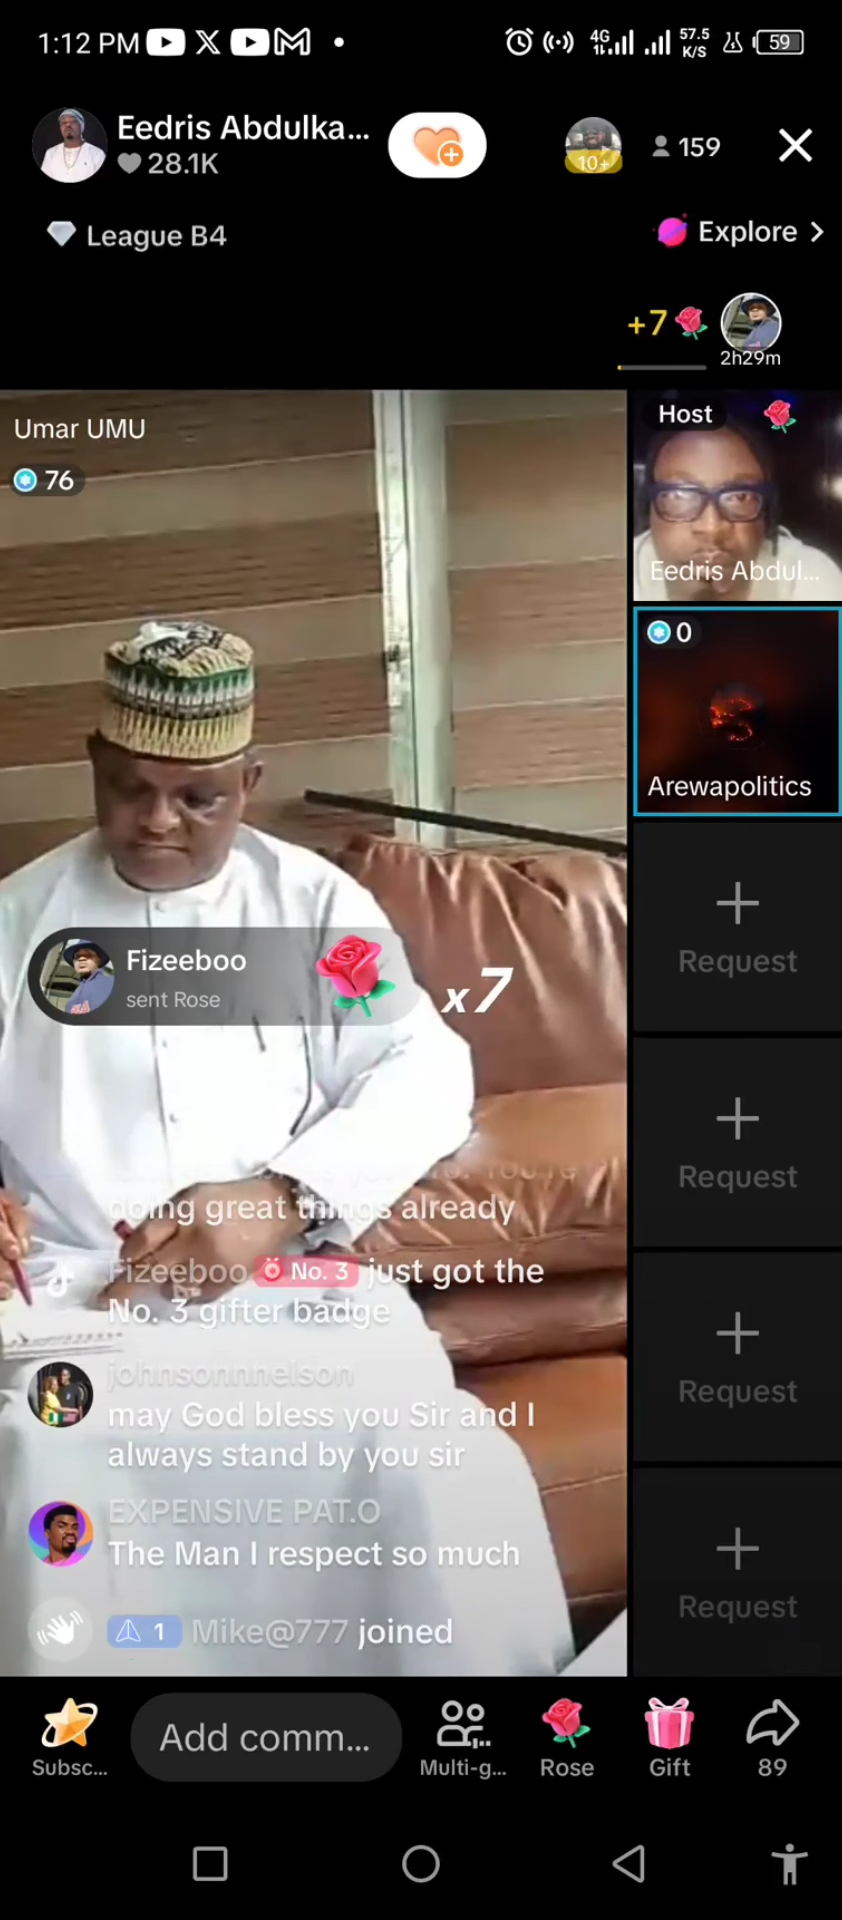 1:12 PM
4G 57.5 K/S 59
Eedris Abdulka...
28.1K
10+
159
League B4
Explore
+7
2h29m
Umar UMU
76
Host
Eedris Abdul...
0
Arewapolitics
Fizeeboo
sent Rose
x7
Request
Request
Request
Request
doing great things already
Fizeeboo No. 3 just got the
No. 3 gifter badge
johnsonnnelson
may God bless you Sir and I
always stand by you sir
EXPENSIVE PAT.O
The Man I respect so much
1 Mike@777 joined
Subsc...
Add comm...
Multi-g...
Rose
Gift
89